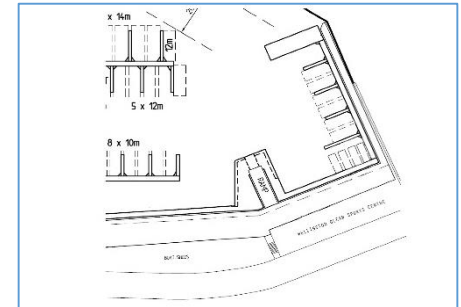 x 14m
12m
5 x 12m
8 x 10m
RAMP
WELLINGTON OCEAN SPORTS CENTRE
BOAT SHEDS